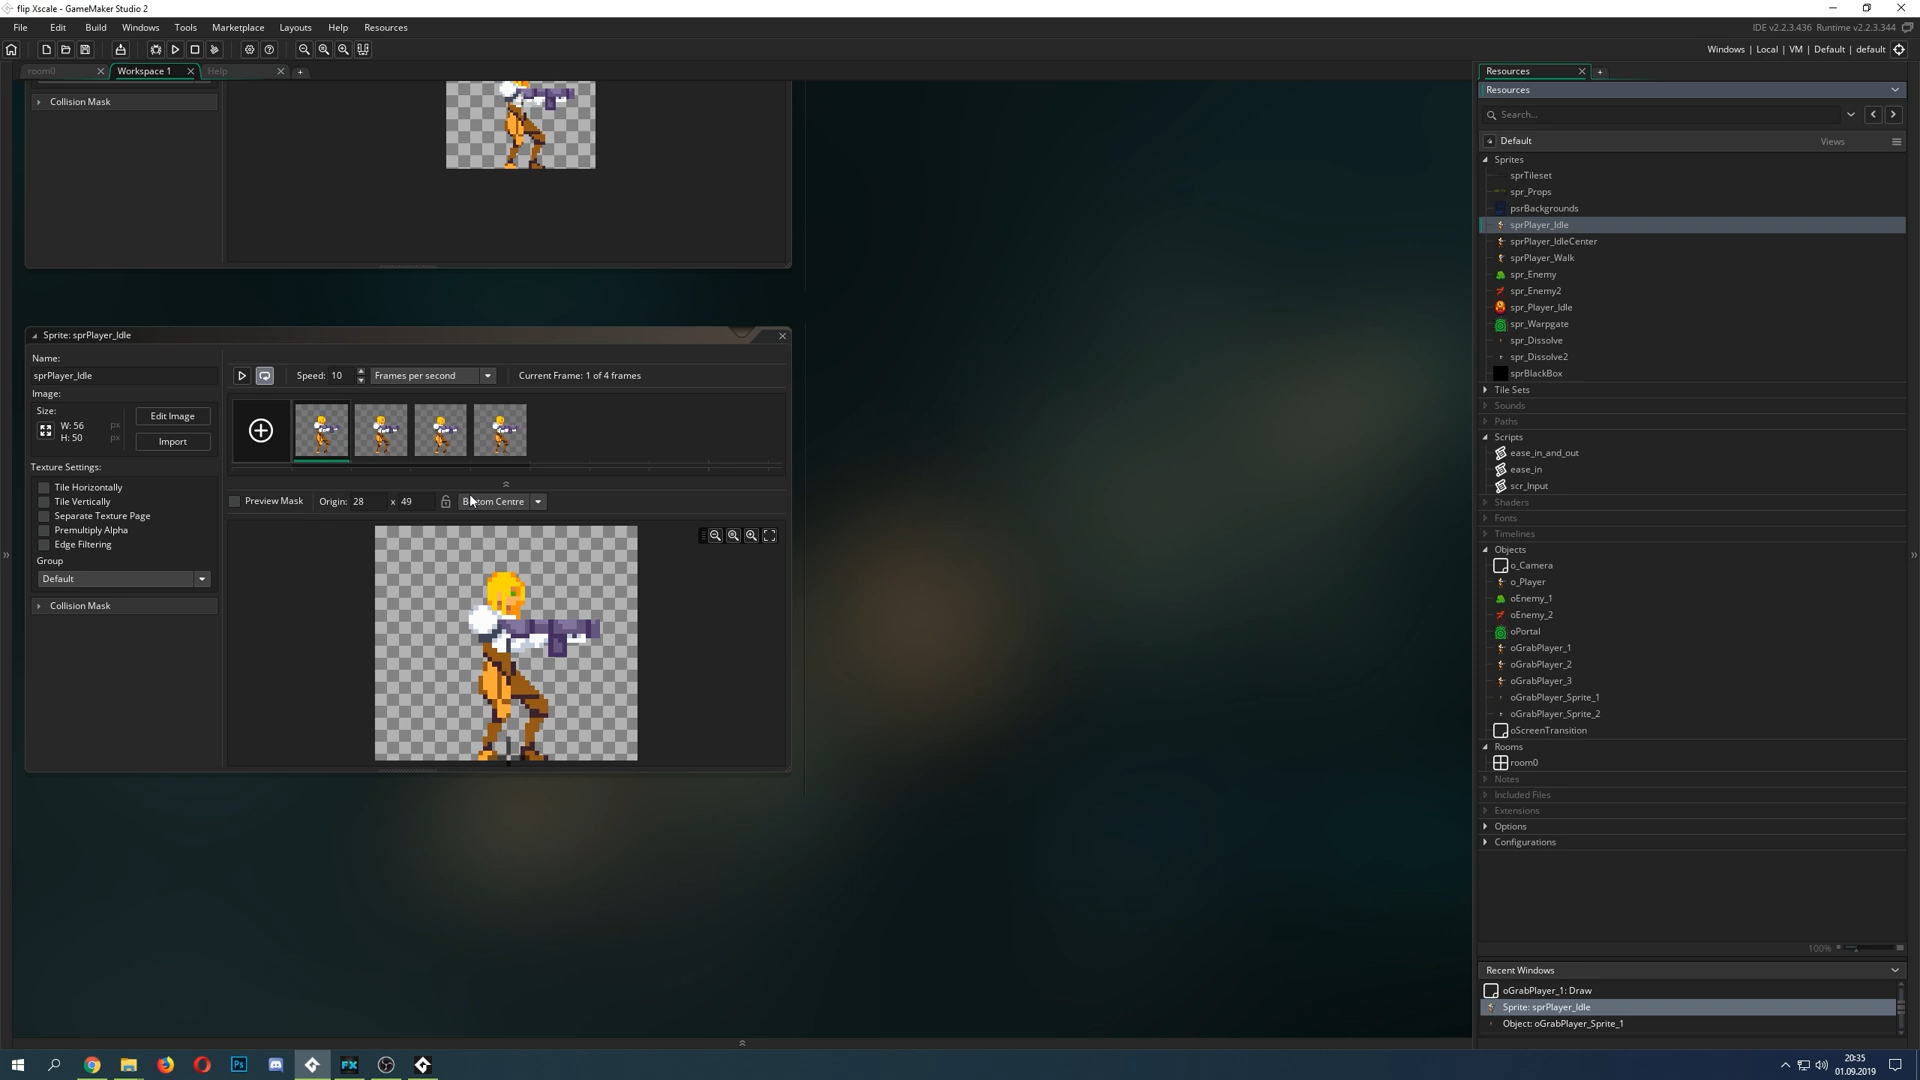 flip Xscale - GameMaker Studio 2
File Edit Build Windows Tools Marketplace Layouts Help Resources
IDE v2.2.3.436 Runtime v2.2.3.344
Windows | Local | VM | Default | default
room0
Workspace 1
Help
Collision Mask
Sprite: sprPlayer_Idle
Name:
sprPlayer_Idle
Image:
Size:
W: 56 px
H: 50 px
Edit Image
Import
Texture Settings:
Tile Horizontally
Tile Vertically
Separate Texture Page
Premultiply Alpha
Edge Filtering
Group
Default
Collision Mask
Speed: 10 Frames per second Current Frame: 1 of 4 frames
Preview Mask Origin: 28 x 49
Centre
Resources
Resources
Search...
Default Views
Sprites
sprTileset
spr_Props
psrBackgrounds
sprPlayer_Idle
sprPlayer_IdleCenter
sprPlayer_Walk
spr_Enemy
spr_Enemy2
spr_Player_Idle
spr_Warpgate
spr_Dissolve
spr_Dissolve2
sprBlackBox
Tile Sets
Sounds
Paths
Scripts
ease_in_and_out
ease_in
scr_Input
Shaders
Fonts
Timelines
Objects
o_Camera
o_Player
oEnemy_1
oEnemy_2
oPortal
oGrabPlayer_1
oGrabPlayer_2
oGrabPlayer_3
oGrabPlayer_Sprite_1
oGrabPlayer_Sprite_2
oScreenTransition
Rooms
room0
Notes
Included Files
Extensions
Options
Configurations
100%
Recent Windows
oGrabPlayer_1: Draw
Sprite: sprPlayer_Idle
Object: oGrabPlayer_Sprite_1
Ps
FX
20:35
01.09.2019